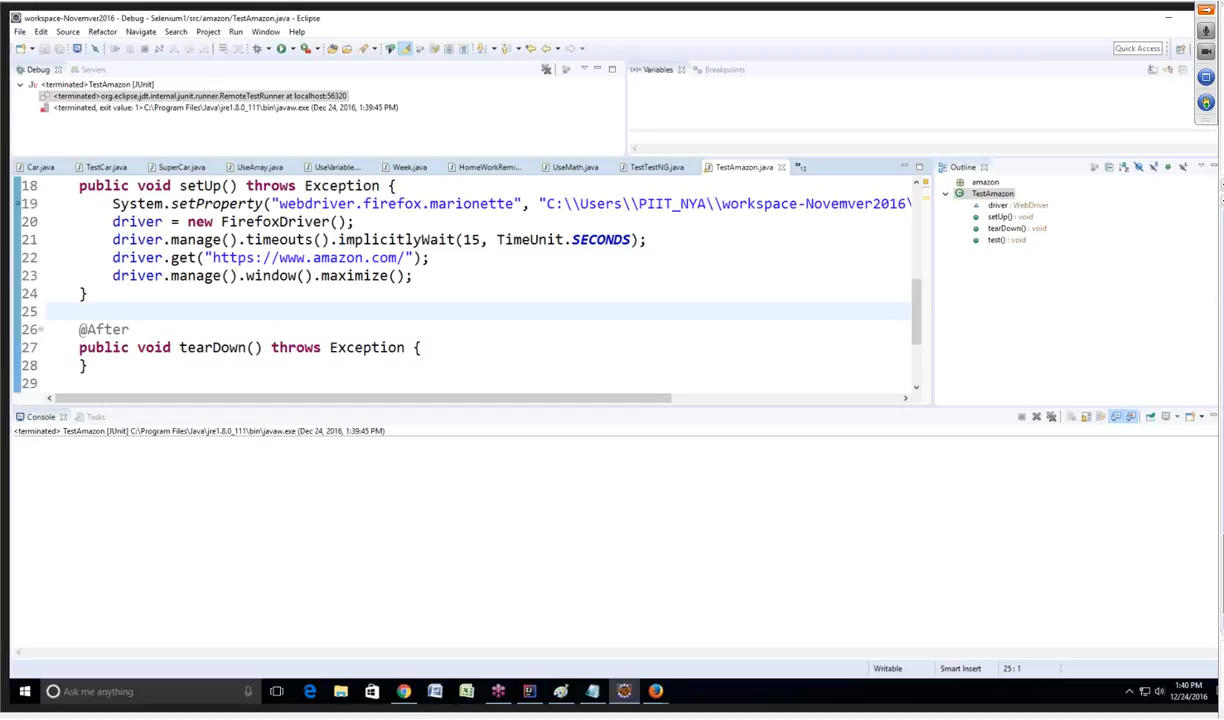 workspace-Novemver2016 - Debug - Selenium1/src/amazon/TestAmazon.java - Eclipse
File Edit Source Refactor Navigate Search Project Run Window Help
Quick Access
Debug Servers
<terminated>TestAmazon [JUnit]
<terminated>org.eclipse.jdt.internal.junit.runner.RemoteTestRunner at localhost:56320
<terminated, exit value: 1>C:\Program Files\Java\jre1.8.0_111\bin\javaw.exe (Dec 24, 2016, 1:39:45 PM)
Variables Breakpoints
Car.java TestCar.java SuperCar.java UseArray.java UseVariable... Week.java HomeWorkRemi... UseMath.java TestTestNG.java TestAmazon.java
18 public void setUp() throws Exception {
19 System.setProperty("webdriver.firefox.marionette", "C:\\Users\\PIIT_NYA\\workspace-Novemver2016\
20 driver = new FirefoxDriver();
21 driver.manage().timeouts().implicitlyWait(15, TimeUnit.SECONDS);
22 driver.get("https://www.amazon.com/");
23 driver.manage().window().maximize();
24 }
25
26 @After
27 public void tearDown() throws Exception {
28 }
29
Outline
amazon
TestAmazon
driver : WebDriver
setUp() : void
tearDown() : void
test() : void
Console Tasks
<terminated> TestAmazon [JUnit] C:\Program Files\Java\jre1.8.0_111\bin\javaw.exe (Dec 24, 2016, 1:39:45 PM)
Writable Smart Insert 25 : 1
Ask me anything
1:40 PM
12/24/2016